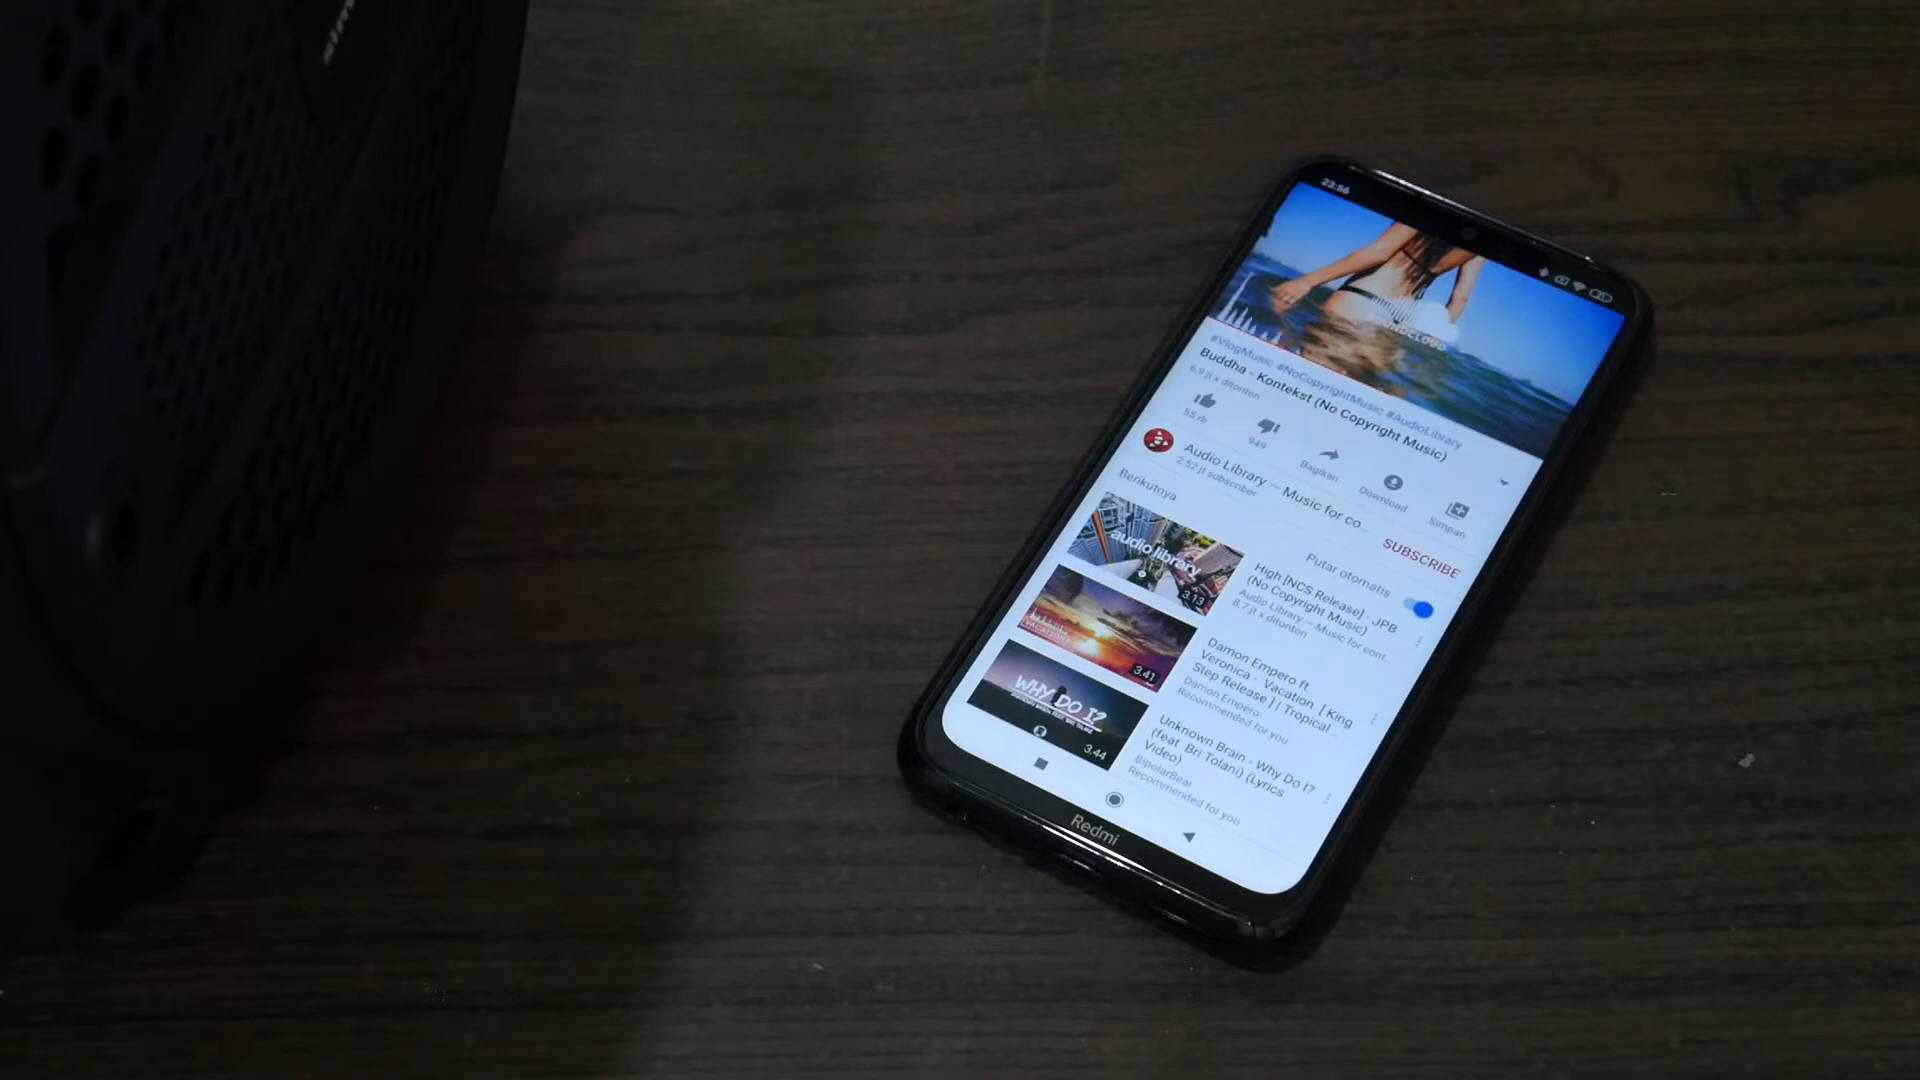 sim
23:56
#VlogMusic #NoCopyrightMusic #AudioLibrary
Buddha - Kontekst (No Copyright Music)
6,9 jt x ditonton
55 rb
949
Bagikan
Download
Simpan
Audio Library — Music for co...
2,52 jt subscriber
SUBSCRIBE
Berikutnya
Putar otomatis
audio library
3.13
High [NCS Release] - JPB
(No Copyright Music)
Audio Library — Music for cont...
8,7 jt x ditonton
VACATION
3.41
Damon Empero ft.
Veronica - Vacation [ King
Step Release ] | Tropical ...
Damon Empero
Recommended for you
WHY DO I?
3.44
Unknown Brain - Why Do I?
(feat. Bri Tolani) (Lyrics
Video)
BipolarBear
Recommended for you
Redmi